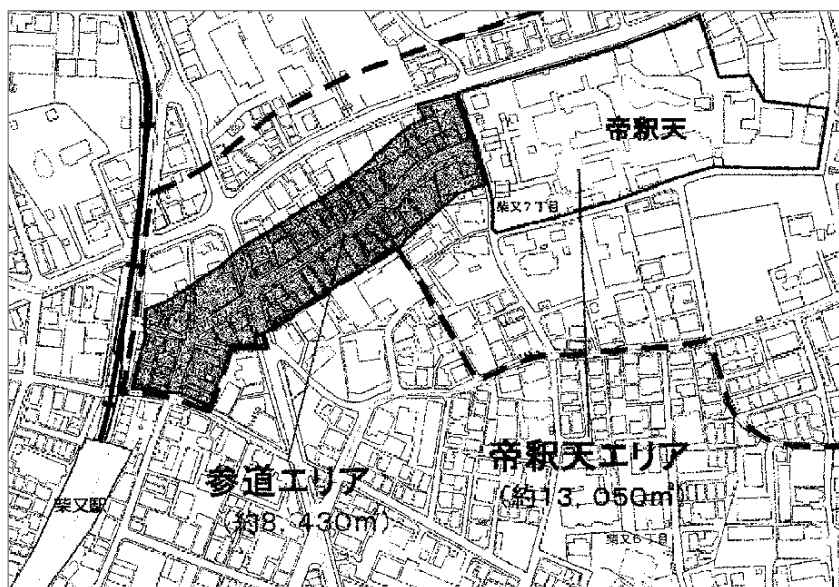 帝釈天
柴又7丁目
帝釈天エリア
(約13,050㎡)
参道エリア
(約8,430㎡)
柴又駅
柴又6丁目